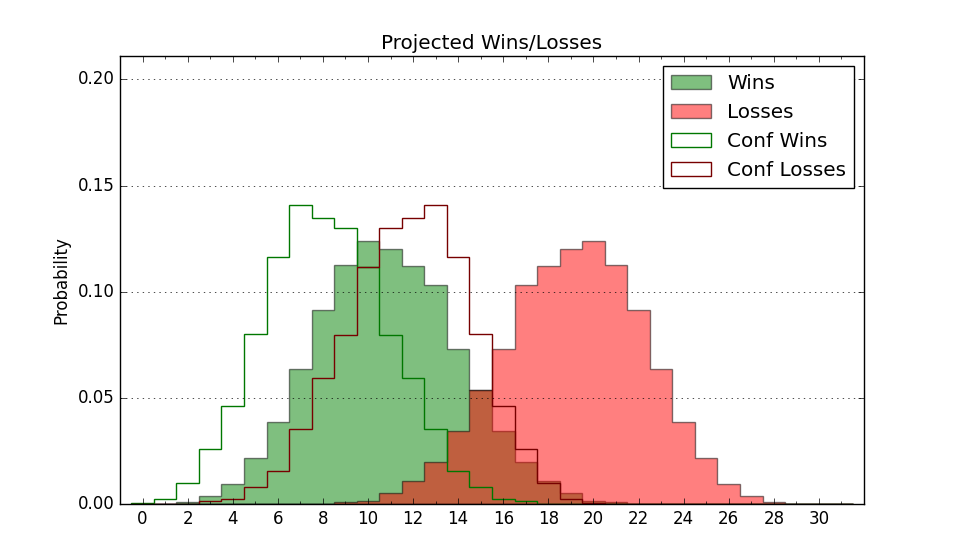 Projected Wins/Losses
0.20
0.15
0.10
0.05
0.00
Probability
Wins
Losses
Conf Wins
Conf Losses
0 2 4 6 8 10 12 14 16 18 20 22 24 26 28 30